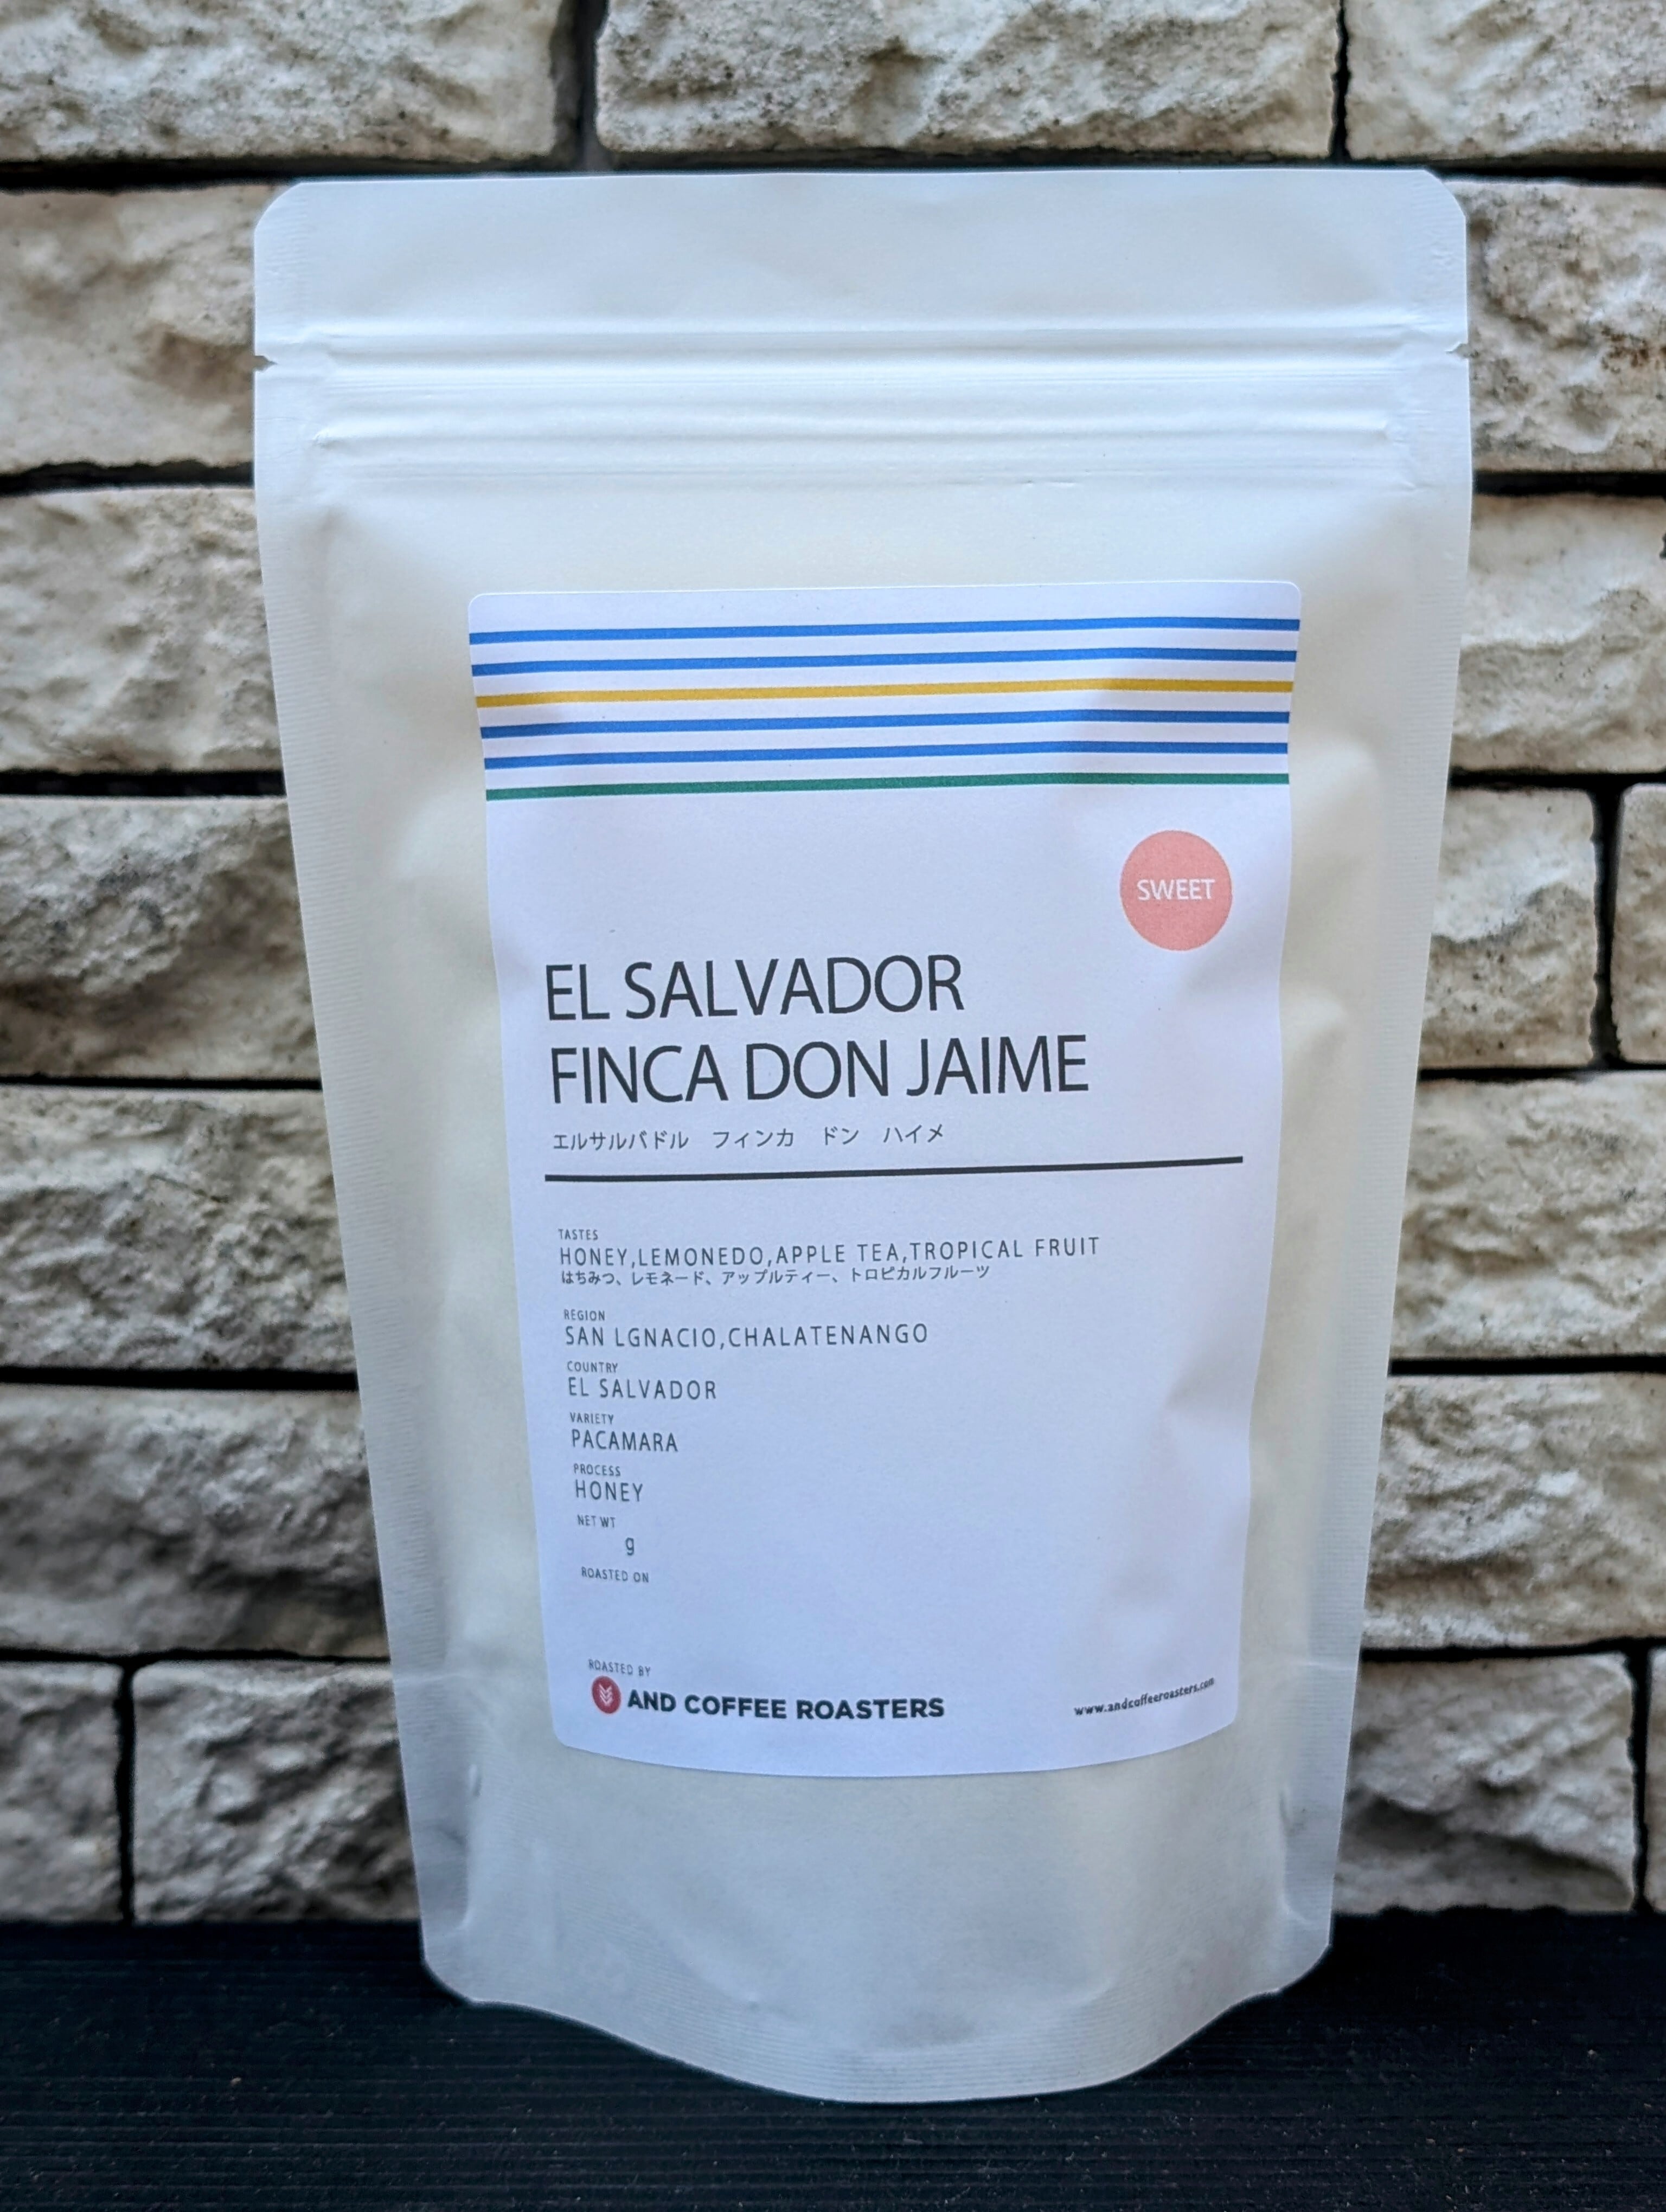 SWEET
EL SALVADOR
FINCA DON JAIME
エルサルバドル　フィンカ　ドン　ハイメ
TASTES
HONEY,LEMONEDO,APPLE TEA,TROPICAL FRUIT
はちみつ、レモネード、アップルティー、トロピカルフルーツ
REGION
SAN LGNACIO,CHALATENANGO
COUNTRY
EL SALVADOR
VARIETY
PACAMARA
PROCESS
HONEY
NET WT
g
ROASTED ON
ROASTED BY
AND COFFEE ROASTERS
www.andcoffeeroasters.com